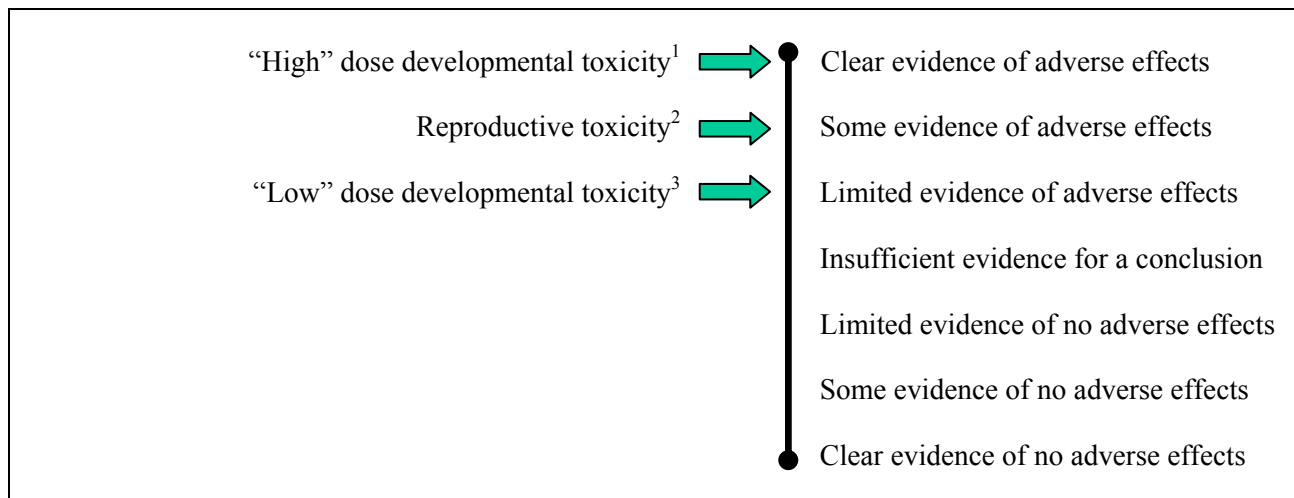 “High” dose developmental toxicity¹ Clear evidence of adverse effects
Reproductive toxicity² Some evidence of adverse effects
“Low” dose developmental toxicity³ Limited evidence of adverse effects
Insufficient evidence for a conclusion
Limited evidence of no adverse effects
Some evidence of no adverse effects
Clear evidence of no adverse effects